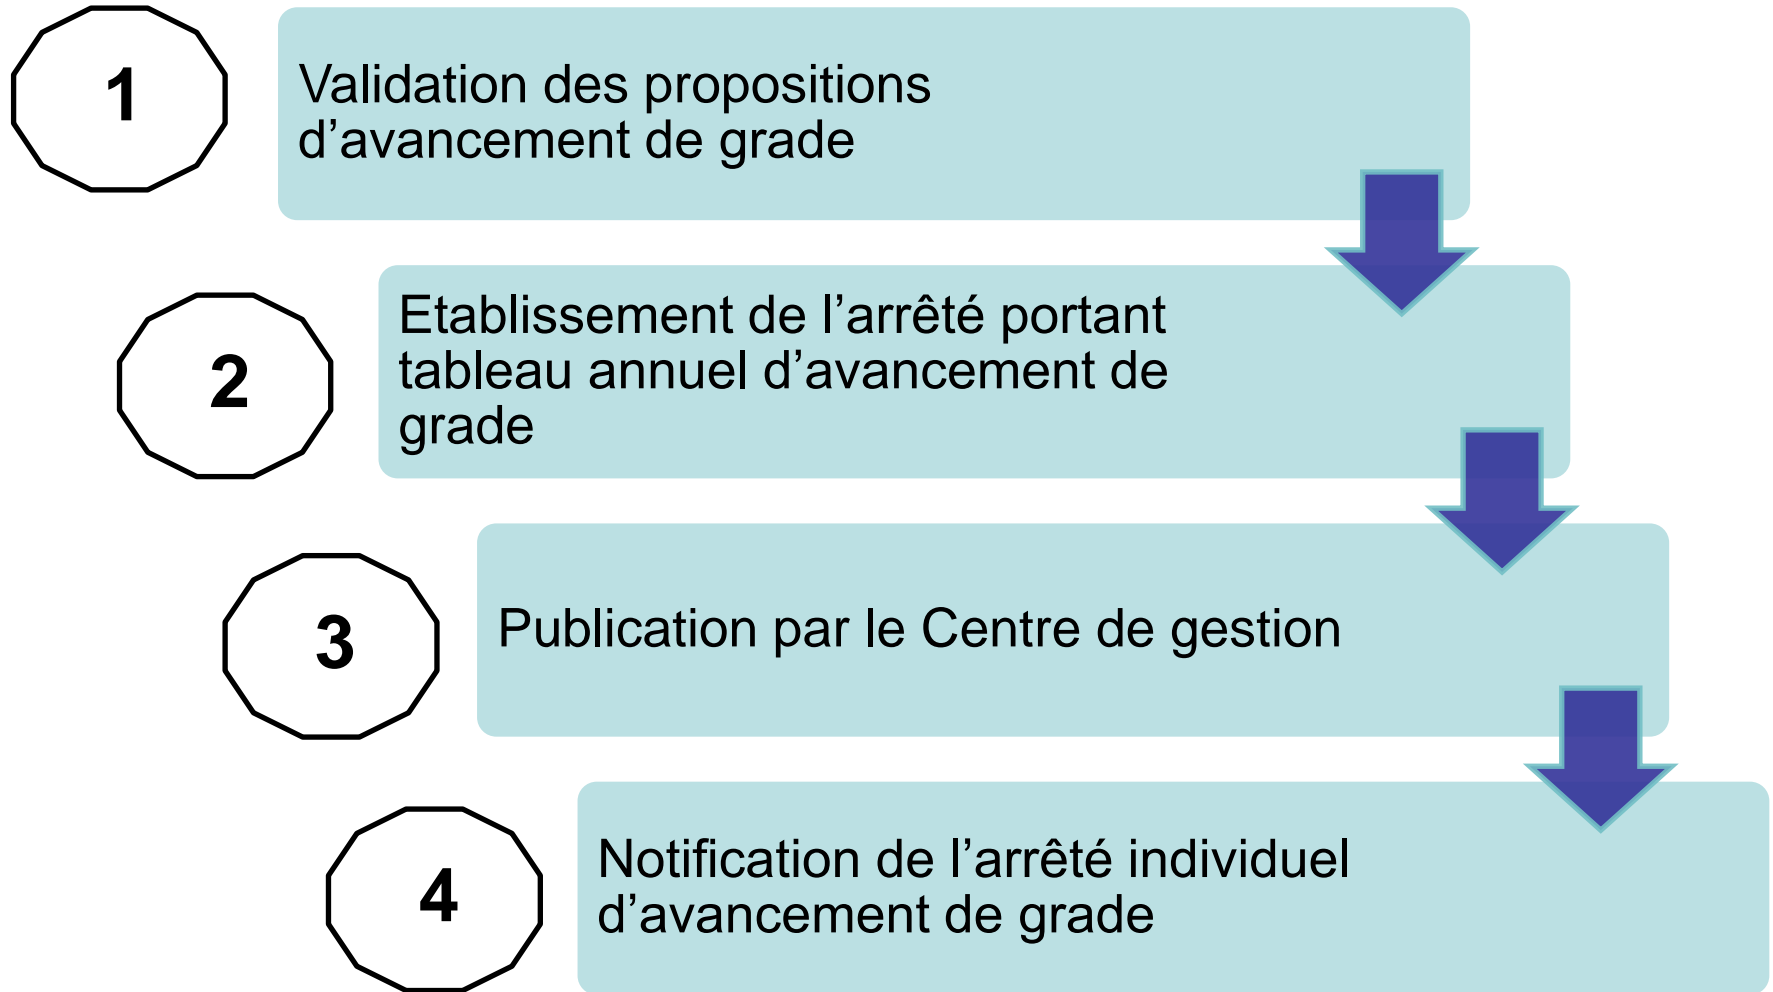 1
Validation des propositions
d’avancement de grade
2
Etablissement de l’arrêté portant
tableau annuel d’avancement de
grade
3
Publication par le Centre de gestion
4
Notification de l’arrêté individuel
d’avancement de grade